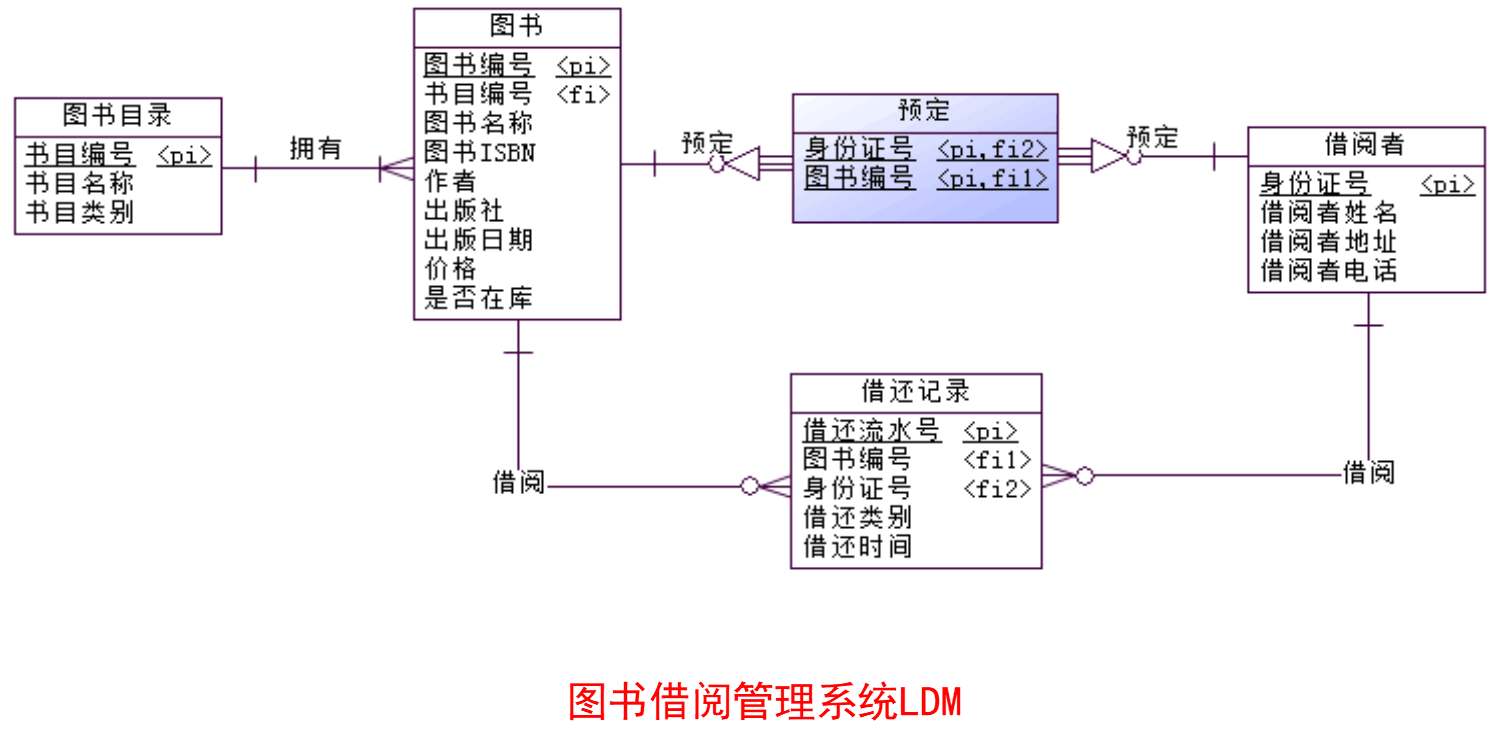 图书目录
书目编号 <pi>
书目名称
书目类别
拥有
图书
图书编号 <pi>
书目编号 <fi>
图书名称
图书ISBN
作者
出版社
出版日期
价格
是否在库
预定
预定
身份证号 <pi,fi2>
图书编号 <pi,fi1>
预定
借阅者
身份证号 <pi>
借阅者姓名
借阅者地址
借阅者电话
借阅
借还记录
借还流水号 <pi>
图书编号 <fi1>
身份证号 <fi2>
借还类别
借还时间
借阅
图书借阅管理系统LDM